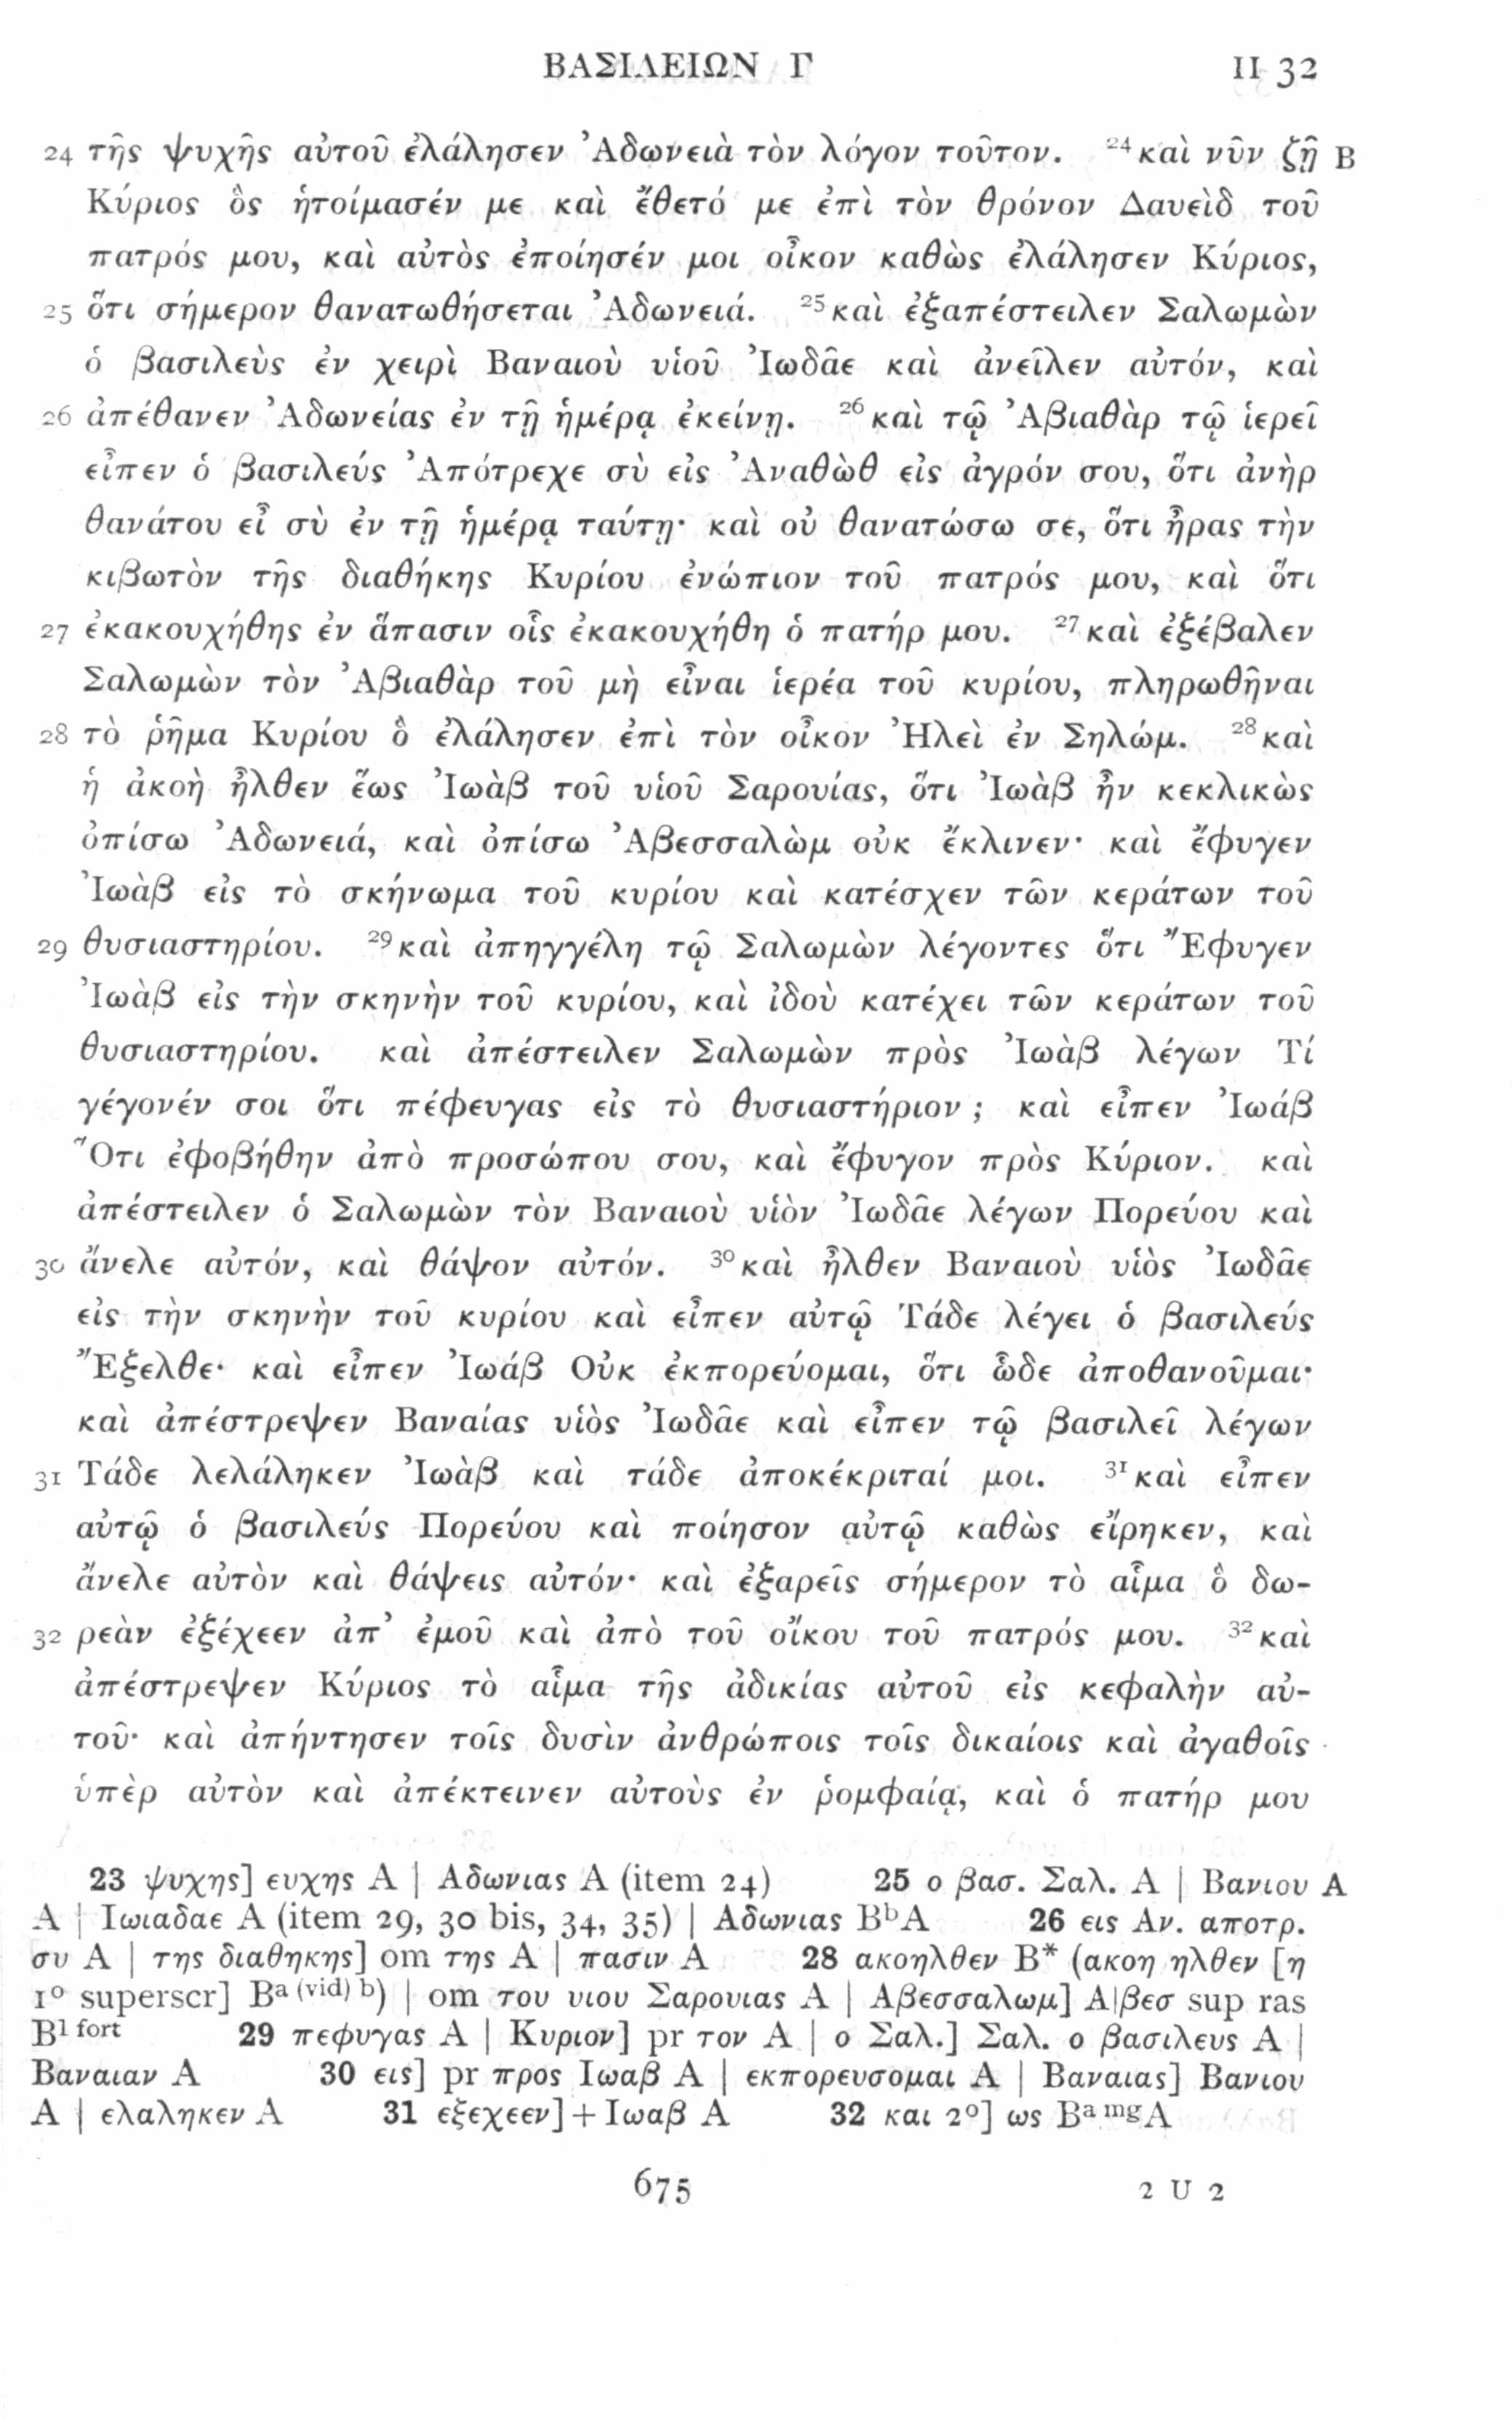 ΒΑΣΙΛΕΙΩΝ Γ II 32
24 τῆς ψυχῆς αὐτοῦ ἐλάλησεν Ἀδωνειὰ τὸν λόγον τοῦτον. ²⁴καὶ νῦν ζῇ B
Κύριος ὃς ἡτοίμασέν με καὶ ἔθετό με ἐπὶ τὸν θρόνον Δαυεὶδ τοῦ
πατρός μου, καὶ αὐτὸς ἐποίησέν μοι οἶκον καθὼς ἐλάλησεν Κύριος,
25 ὅτι σήμερον θανατωθήσεται Ἀδωνειά. ²⁵καὶ ἐξαπέστειλεν Σαλωμὼν
ὁ βασιλεὺς ἐν χειρὶ Βαναιοὺ υἱοῦ Ἰωδᾶε καὶ ἀνεῖλεν αὐτόν, καὶ
26 ἀπέθανεν Ἀδωνείας ἐν τῇ ἡμέρᾳ ἐκείνῃ. ²⁶καὶ τῷ Ἀβιαθὰρ τῷ ἱερεῖ
εἶπεν ὁ βασιλεύς Ἀπότρεχε σὺ εἰς Ἀναθὼθ εἰς ἀγρόν σου, ὅτι ἀνὴρ
θανάτου εἶ σὺ ἐν τῇ ἡμέρᾳ ταύτῃ· καὶ οὐ θανατώσω σε, ὅτι ἦρας τὴν
κιβωτὸν τῆς διαθήκης Κυρίου ἐνώπιον τοῦ πατρός μου, καὶ ὅτι
27 ἐκακουχήθης ἐν ἅπασιν οἷς ἐκακουχήθη ὁ πατήρ μου. ²⁷καὶ ἐξέβαλεν
Σαλωμὼν τὸν Ἀβιαθὰρ τοῦ μὴ εἶναι ἱερέα τοῦ κυρίου, πληρωθῆναι
28 τὸ ῥῆμα Κυρίου ὃ ἐλάλησεν ἐπὶ τὸν οἶκον Ἠλεὶ ἐν Σηλώμ. ²⁸καὶ
ἡ ἀκοὴ ἦλθεν ἕως Ἰωὰβ τοῦ υἱοῦ Σαρουίας, ὅτι Ἰωὰβ ἦν κεκλικὼς
ὀπίσω Ἀδωνειά, καὶ ὀπίσω Ἀβεσσαλὼμ οὐκ ἔκλινεν· καὶ ἔφυγεν
Ἰωὰβ εἰς τὸ σκήνωμα τοῦ κυρίου καὶ κατέσχεν τῶν κεράτων τοῦ
29 θυσιαστηρίου. ²⁹καὶ ἀπηγγέλη τῷ Σαλωμὼν λέγοντες ὅτι Ἔφυγεν
Ἰωὰβ εἰς τὴν σκηνὴν τοῦ κυρίου, καὶ ἰδοὺ κατέχει τῶν κεράτων τοῦ
θυσιαστηρίου. καὶ ἀπέστειλεν Σαλωμὼν πρὸς Ἰωὰβ λέγων Τί
γέγονέν σοι ὅτι πέφευγας εἰς τὸ θυσιαστήριον; καὶ εἶπεν Ἰωάβ
Ὅτι ἐφοβήθην ἀπὸ προσώπου σου, καὶ ἔφυγον πρὸς Κύριον. καὶ
ἀπέστειλεν ὁ Σαλωμὼν τὸν Βαναιοὺ υἱὸν Ἰωδᾶε λέγων Πορεύου καὶ
30 ἄνελε αὐτόν, καὶ θάψον αὐτόν. ³⁰καὶ ἦλθεν Βαναιοὺ υἱὸς Ἰωδᾶε
εἰς τὴν σκηνὴν τοῦ κυρίου καὶ εἶπεν αὐτῷ Τάδε λέγει ὁ βασιλεύς
Ἔξελθε· καὶ εἶπεν Ἰωάβ Οὐκ ἐκπορεύομαι, ὅτι ὧδε ἀποθανοῦμαι·
καὶ ἀπέστρεψεν Βαναίας υἱὸς Ἰωδᾶε καὶ εἶπεν τῷ βασιλεῖ λέγων
31 Τάδε λελάληκεν Ἰωὰβ καὶ τάδε ἀποκέκριταί μοι. ³¹καὶ εἶπεν
αὐτῷ ὁ βασιλεύς Πορεύου καὶ ποίησον αὐτῷ καθὼς εἴρηκεν, καὶ
ἄνελε αὐτὸν καὶ θάψεις αὐτόν· καὶ ἐξαρεῖς σήμερον τὸ αἷμα ὃ δω-
32 ρεὰν ἐξέχεεν ἀπ’ ἐμοῦ καὶ ἀπὸ τοῦ οἴκου τοῦ πατρός μου. ³²καὶ
ἀπέστρεψεν Κύριος τὸ αἷμα τῆς ἀδικίας αὐτοῦ εἰς κεφαλὴν αὐ-
τοῦ· καὶ ἀπήντησεν τοῖς δυσὶν ἀνθρώποις τοῖς δικαίοις καὶ ἀγαθοῖς
ὑπὲρ αὐτὸν καὶ ἀπέκτεινεν αὐτοὺς ἐν ῥομφαίᾳ, καὶ ὁ πατήρ μου
23 ψυχης] ευχης A | Αδωνιας A (item 24) 25 ο βασ. Σαλ. A | Βανιου A
A | Ιωιαδαε A (item 29, 30 bis, 34, 35) | Αδωνιας BᵇA 26 εις Αν. αποτρ.
συ A | της διαθηκης] om της A | πασιν A 28 ακοηλθεν B* (ακοη ηλθεν [η
1° superscr] Bᵃ ⁽ᵛⁱᵈ⁾ ᵇ) | om του υιου Σαρουιας A | Αβεσσαλωμ] Α|βεσ sup ras
B¹ ᶠᵒʳᵗ 29 πεφυγας A | Κυριον] pr τον A | ο Σαλ.] Σαλ. ο βασιλευς A |
Βαναιαν A 30 εις] pr προς Ιωαβ A | εκπορευσομαι A | Βαναιας] Βανιου
A | ελαληκεν A 31 εξεχεεν] + Ιωαβ A 32 και 2°] ως Bᵃ ᵐᵍA
675 2 U 2